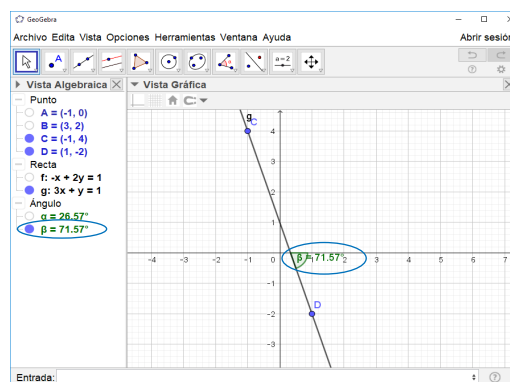 GeoGebra
Archivo Edita Vista Opciones Herramientas Ventana Ayuda Abrir sesión
A
a=2
Vista Algebraica
Vista Gráfica
Punto
A = (-1, 0)
B = (3, 2)
C = (-1, 4)
D = (1, -2)
Recta
f: -x + 2y = 1
g: 3x + y = 1
Ángulo
α = 26.57°
β = 71.57°
g
C
4
3
2
1
-4 -3 -2 -1 0 1 2 3 4 5 6 7
β = 71.57°
-1
D
-2
-3
Entrada: